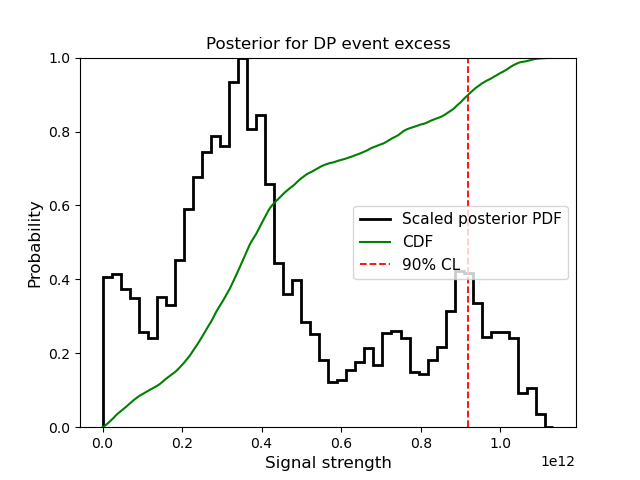 Posterior for DP event excess
Probability
1.0
0.8
0.6
0.4
0.2
0.0
Scaled posterior PDF
CDF
90% CL
0.0 0.2 0.4 0.6 0.8 1.0
1e12
Signal strength